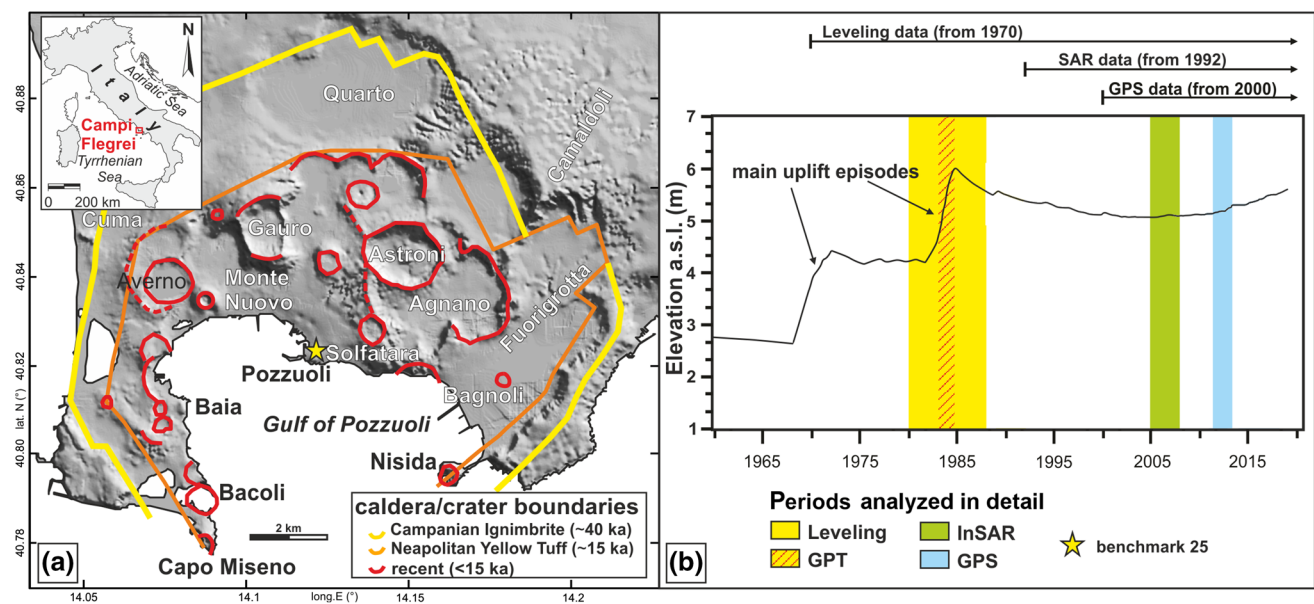 N
Italy
Adriatic Sea
Campi
Flegrei
Tyrrhenian
Sea
0 200 km
Quarto
Camaldoli
Cuma
Gauro
Astroni
Averno
Monte
Nuovo
Agnano
Fuorigrotta
Solfatara
Pozzuoli
Bagnoli
Baia
Gulf of Pozzuoli
Nisida
Bacoli
2 km
Capo Miseno
caldera/crater boundaries
Campanian Ignimbrite (~40 ka)
Neapolitan Yellow Tuff (~15 ka)
recent (<15 ka)
(a)
40.88
40.86
40.84
40.82
lat. N (°)
40.80
40.78
14.05
14.1
long.E (°)
14.15
14.2
Leveling data (from 1970)
SAR data (from 1992)
GPS data (from 2000)
main uplift episodes
Elevation a.s.l. (m)
7
6
5
4
3
2
1
1965
1975
1985
1995
2005
2015
Periods analyzed in detail
Leveling
InSAR
GPT
GPS
benchmark 25
(b)